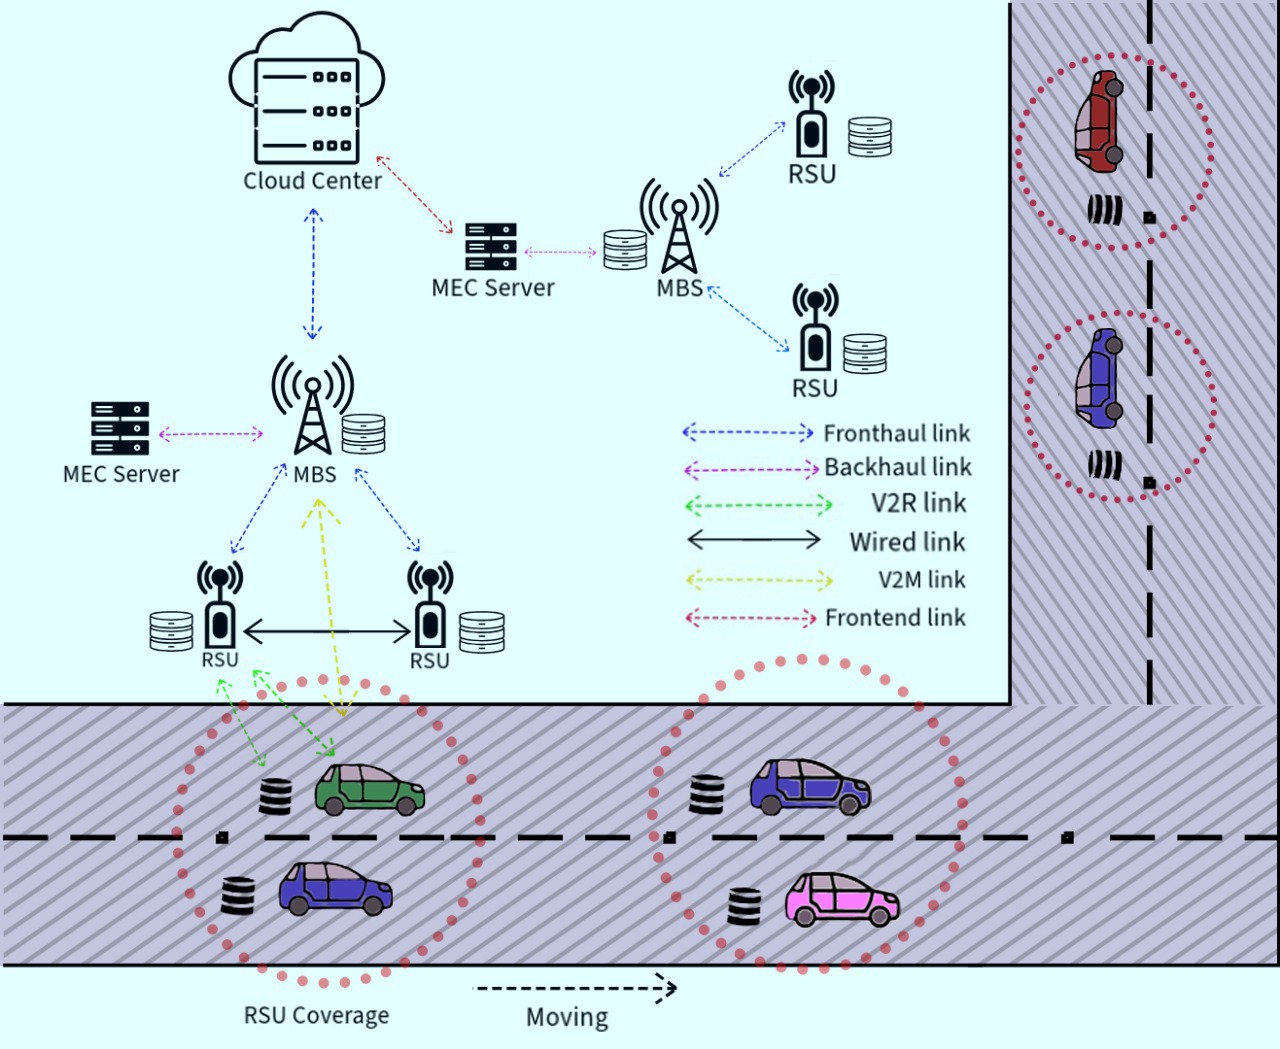 Cloud Center
RSU
MEC Server
MBS
RSU
MEC Server
MBS
Fronthaul link
Backhaul link
V2R link
Wired link
V2M link
Frontend link
RSU
RSU
RSU Coverage
Moving